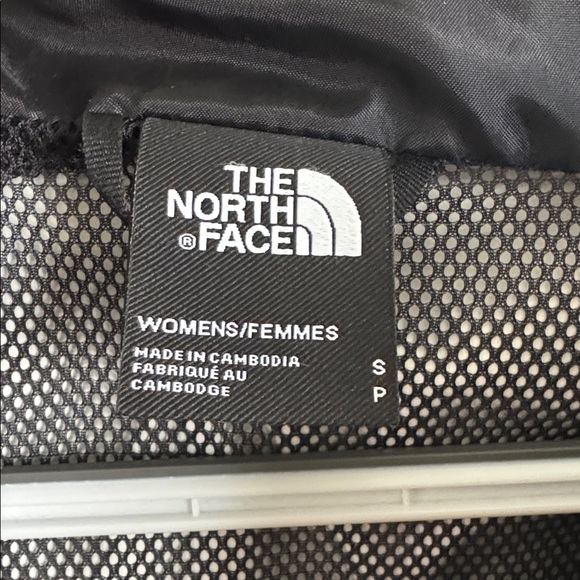 THE
NORTH
®FACE
WOMENS/FEMMES
MADE IN CAMBODIA
FABRIQUÉ AU
CAMBODGE
S
P